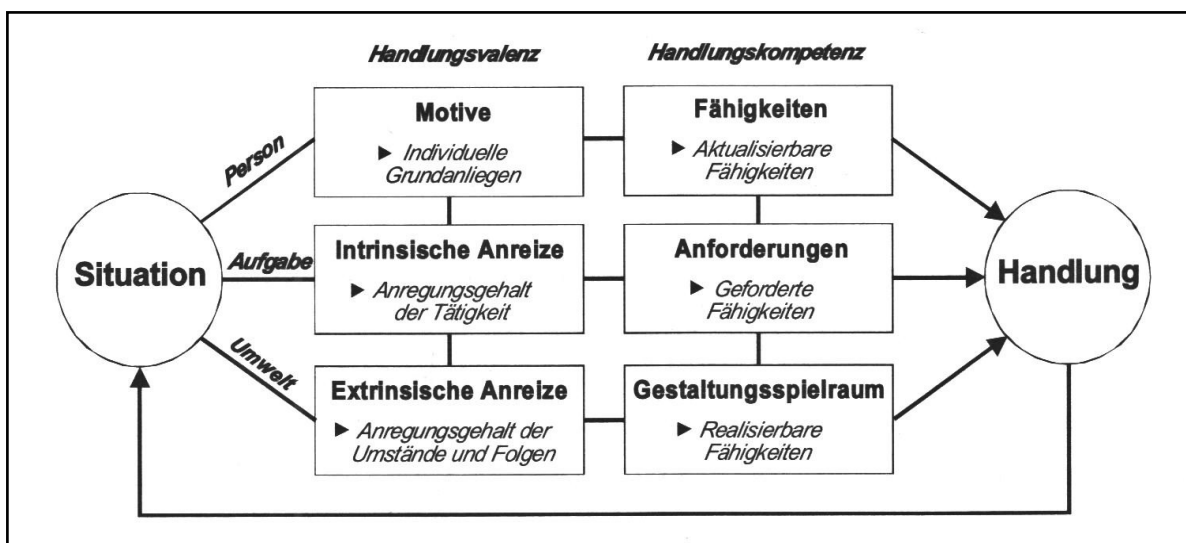 Handlungsvalenz
Handlungskompetenz
Situation
Person
Motive
► Individuelle
Grundanliegen
Fähigkeiten
► Aktualisierbare
Fähigkeiten
Aufgabe
Intrinsische Anreize
► Anregungsgehalt
der Tätigkeit
Anforderungen
► Geforderte
Fähigkeiten
Umwelt
Extrinsische Anreize
► Anregungsgehalt der
Umstände und Folgen
Gestaltungsspielraum
► Realisierbare
Fähigkeiten
Handlung